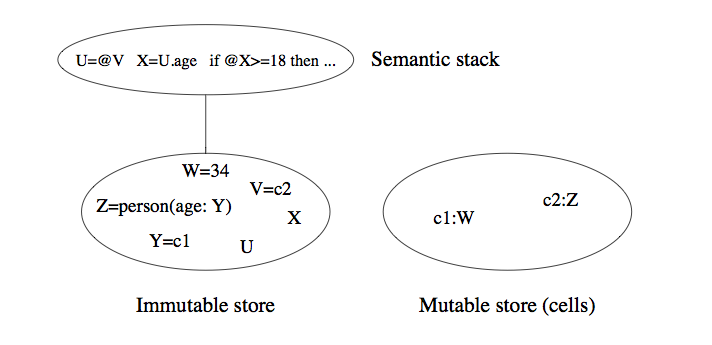 U=@V X=U.age if @X>=18 then ...
Semantic stack
W=34
V=c2
Z=person(age: Y)
X
Y=c1
U
c2:Z
c1:W
Immutable store
Mutable store (cells)